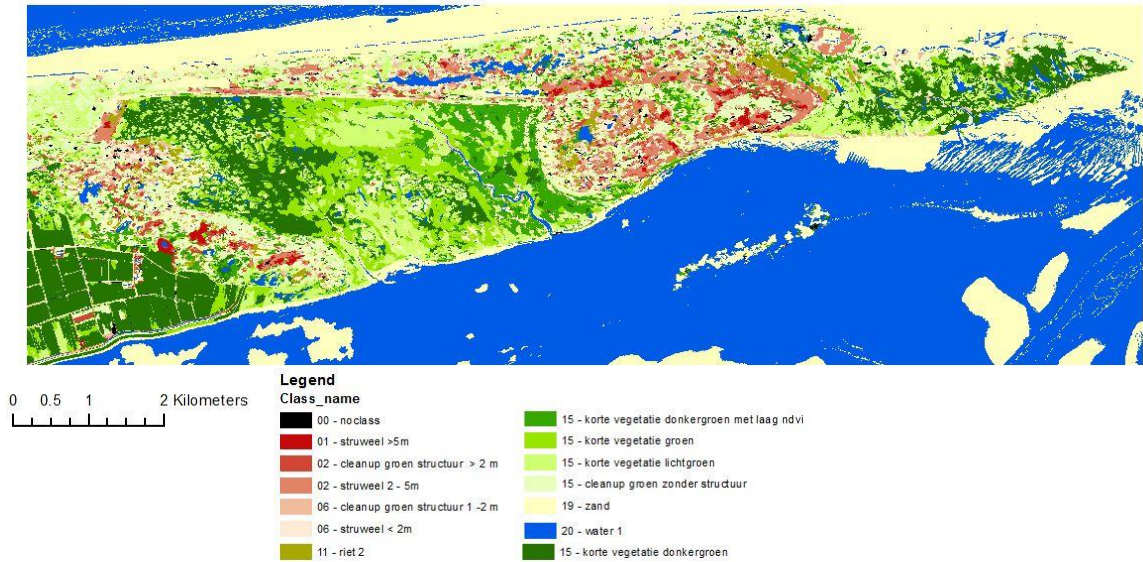 0 0.5 1 2 Kilometers
Legend
Class_name
00 - noclass
01 - struweel >5m
02 - cleanup groen structuur > 2 m
02 - struweel 2 - 5m
06 - cleanup groen structuur 1 -2 m
06 - struweel < 2m
11 - riet 2
15 - korte vegetatie donkergroen met laag ndvi
15 - korte vegetatie groen
15 - korte vegetatie lichtgroen
15 - cleanup groen zonder structuur
19 - zand
20 - water 1
15 - korte vegetatie donkergroen